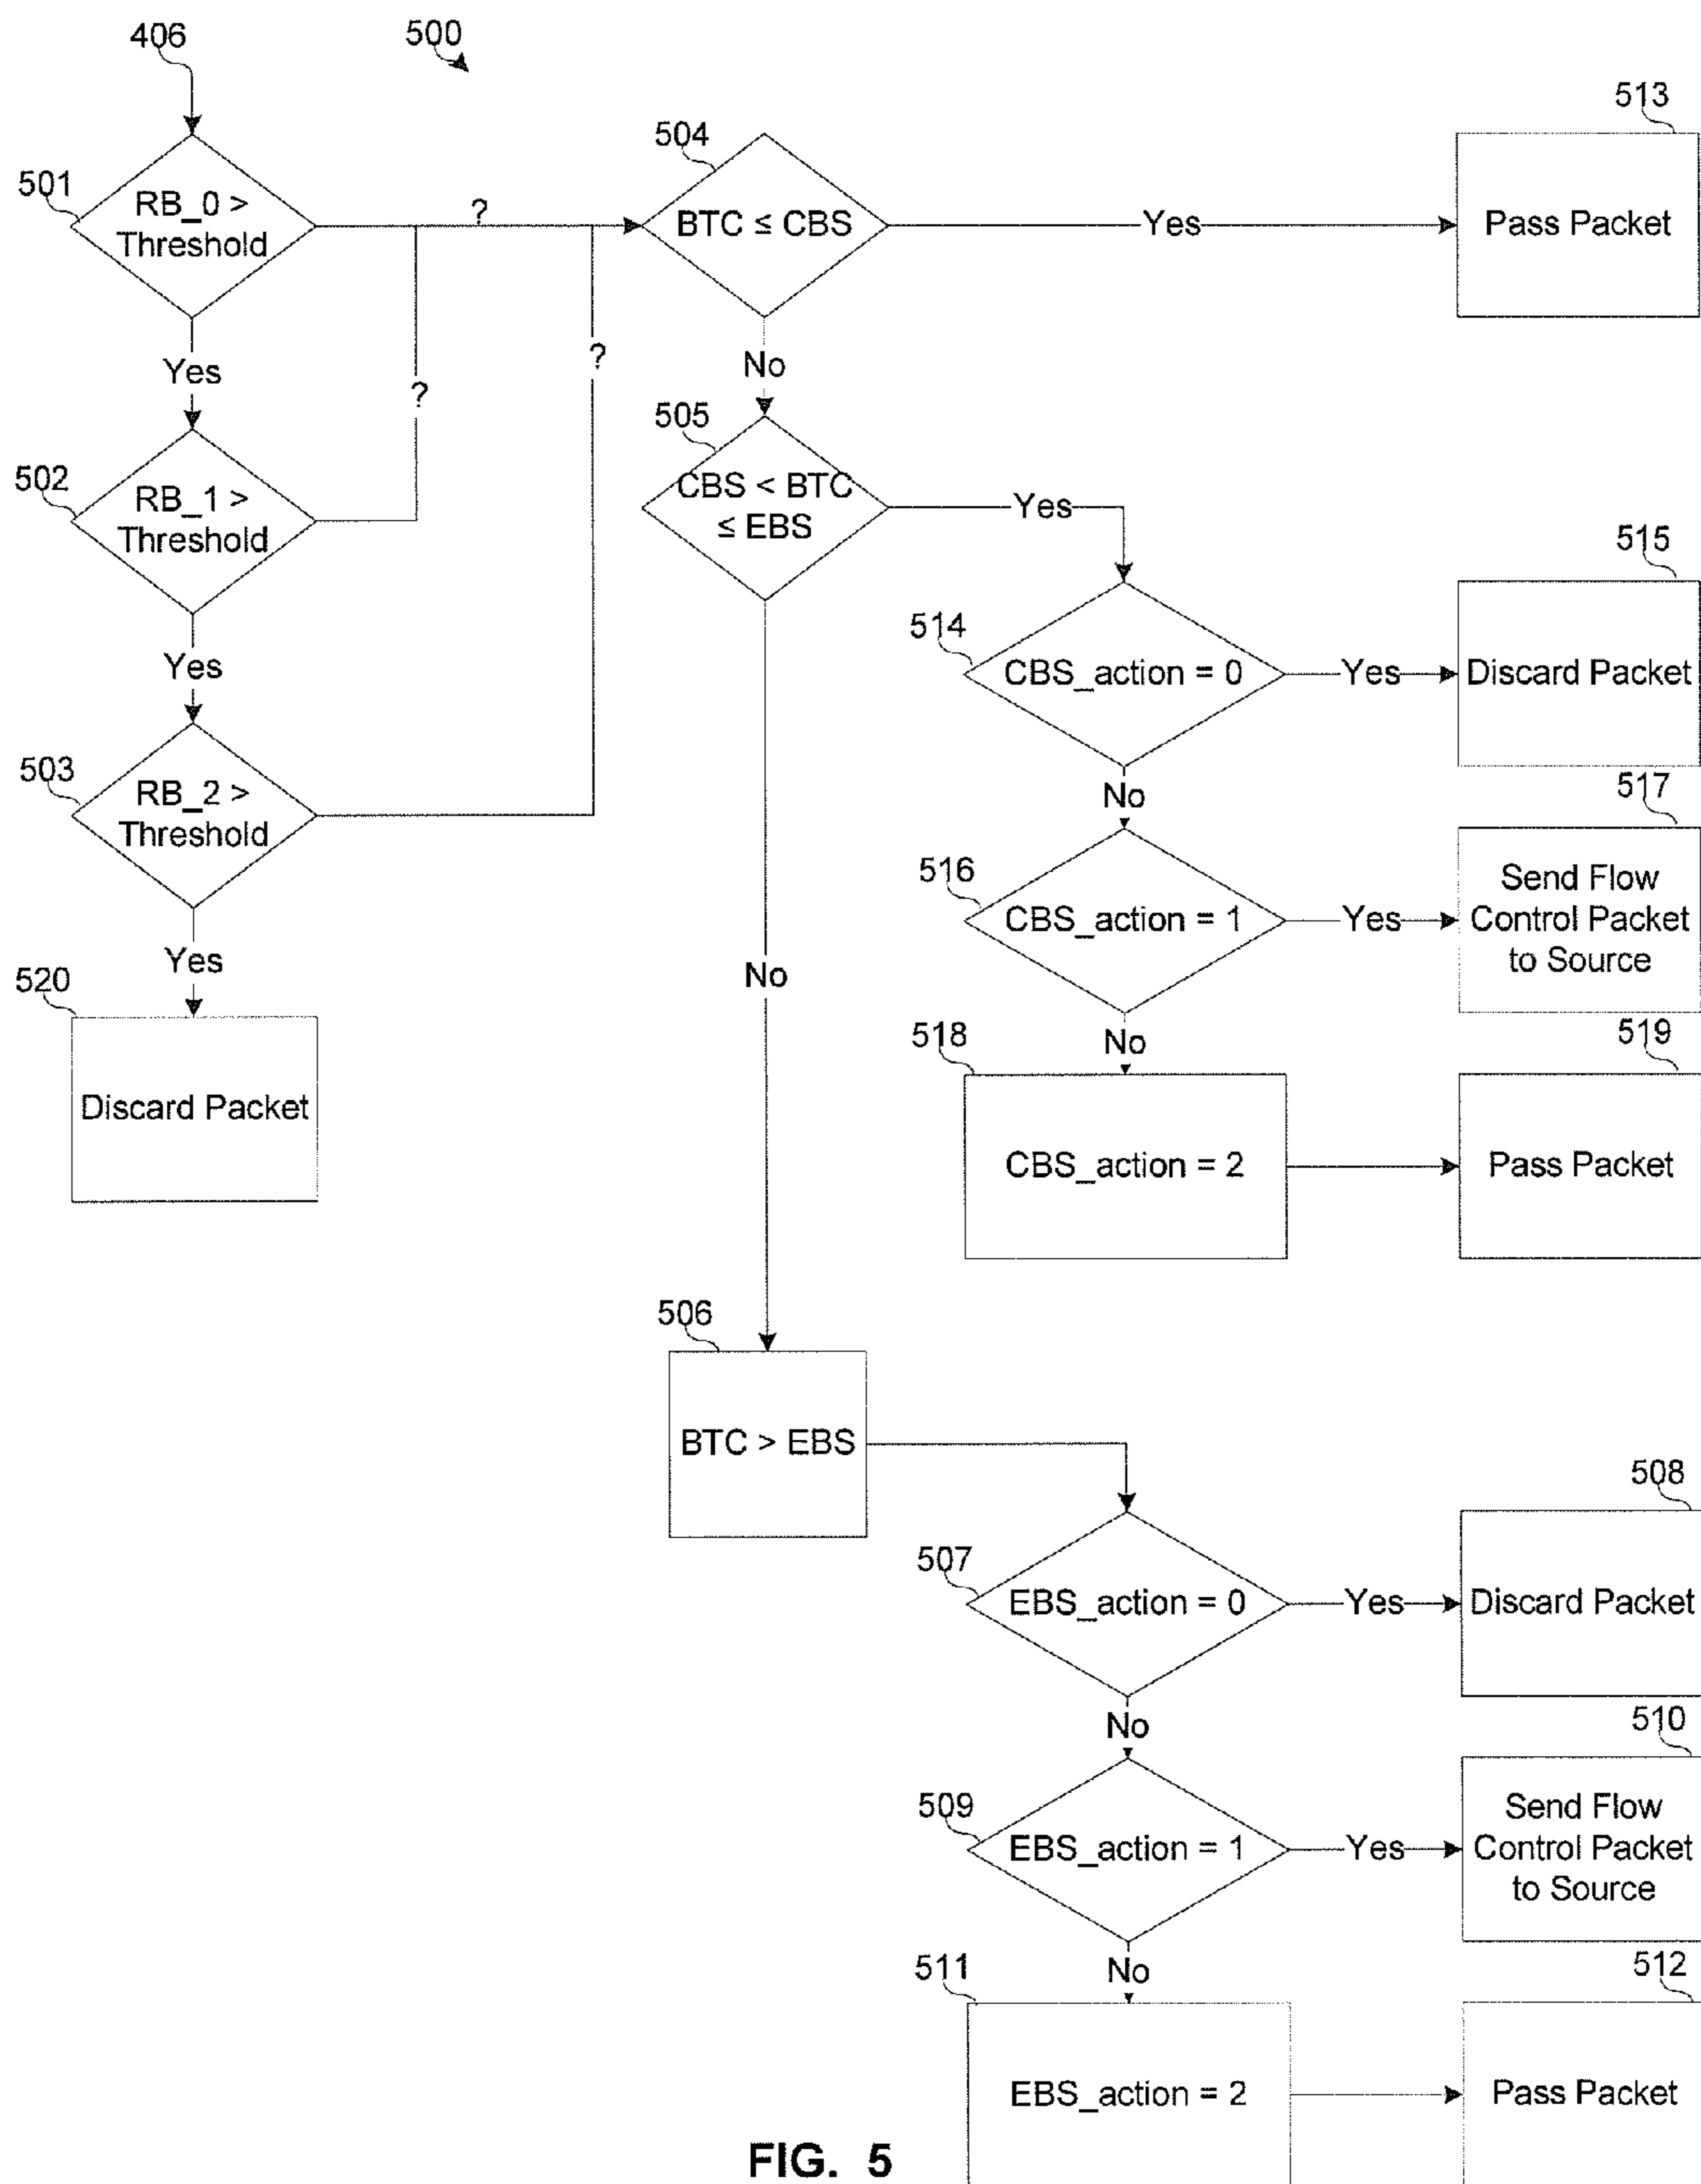 406
500
501
RB_0 >
Threshold
?
504
BTC ≤ CBS
Yes
513
Pass Packet
Yes
?
?
No
502
RB_1 >
Threshold
505
CBS < BTC
≤ EBS
Yes
Yes
514
CBS_action = 0
Yes
515
Discard Packet
503
RB_2 >
Threshold
No
516
CBS_action = 1
Yes
517
Send Flow
Control Packet
to Source
Yes
No
No
520
Discard Packet
518
CBS_action = 2
519
Pass Packet
506
BTC > EBS
507
EBS_action = 0
Yes
508
Discard Packet
No
509
EBS_action = 1
Yes
510
Send Flow
Control Packet
to Source
No
511
EBS_action = 2
512
Pass Packet
FIG. 5